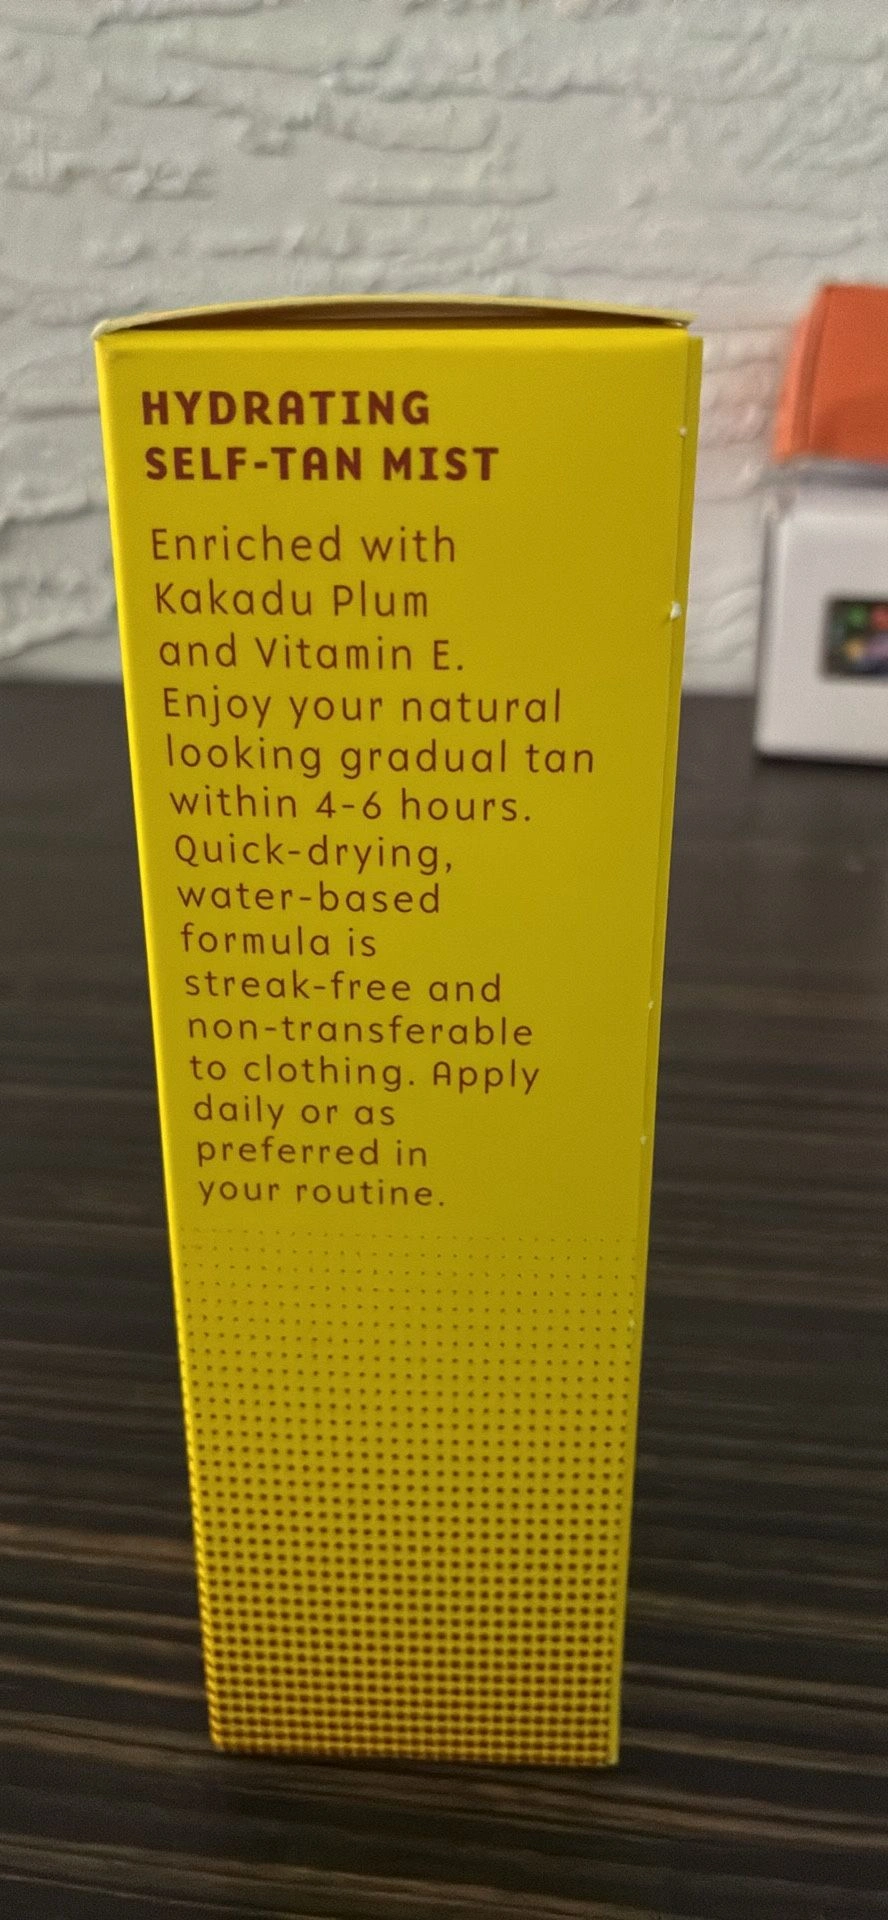 HYDRATING
SELF-TAN MIST
Enriched with
Kakadu Plum
and Vitamin E.
Enjoy your natural
looking gradual tan
within 4-6 hours.
Quick-drying,
water-based
formula is
streak-free and
non-transferable
to clothing. Apply
daily or as
preferred in
your routine.